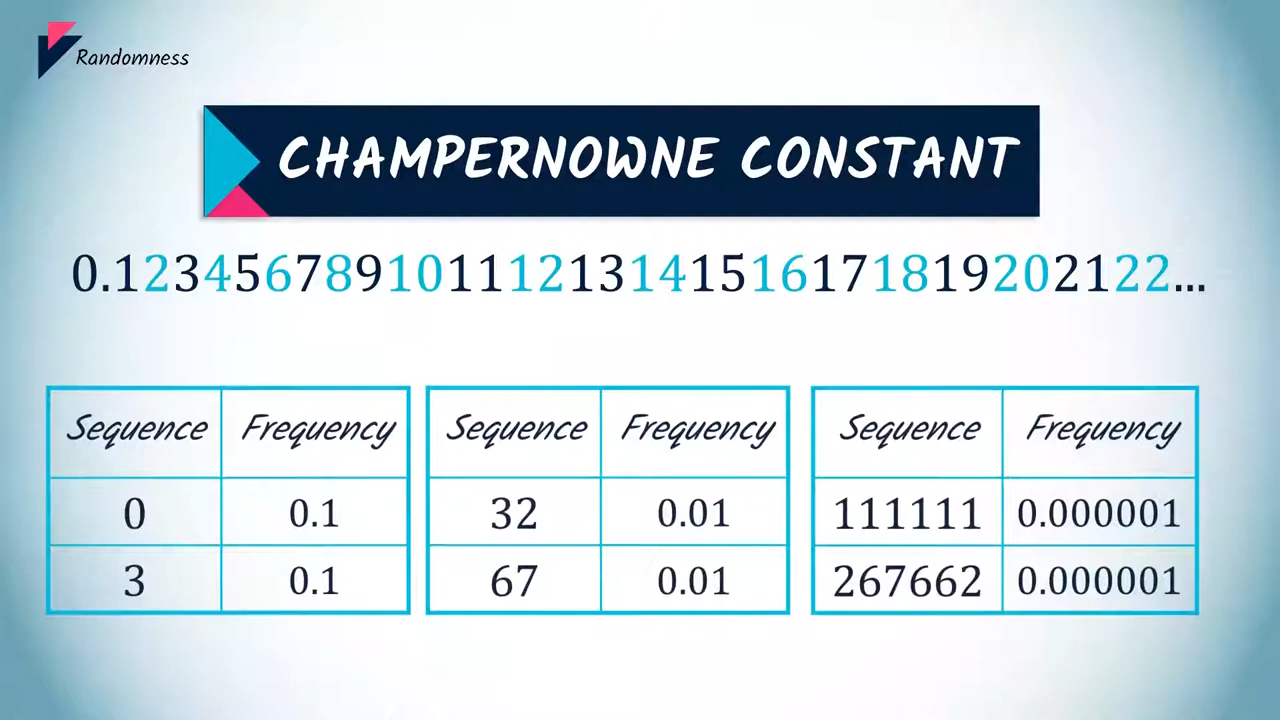 Randomness
CHAMPERNOWNE CONSTANT
0.12345678910111213141516171819202122...
Sequence Frequency Sequence Frequency Sequence Frequency
0 0.1 32 0.01 111111 0.000001
3 0.1 67 0.01 267662 0.000001